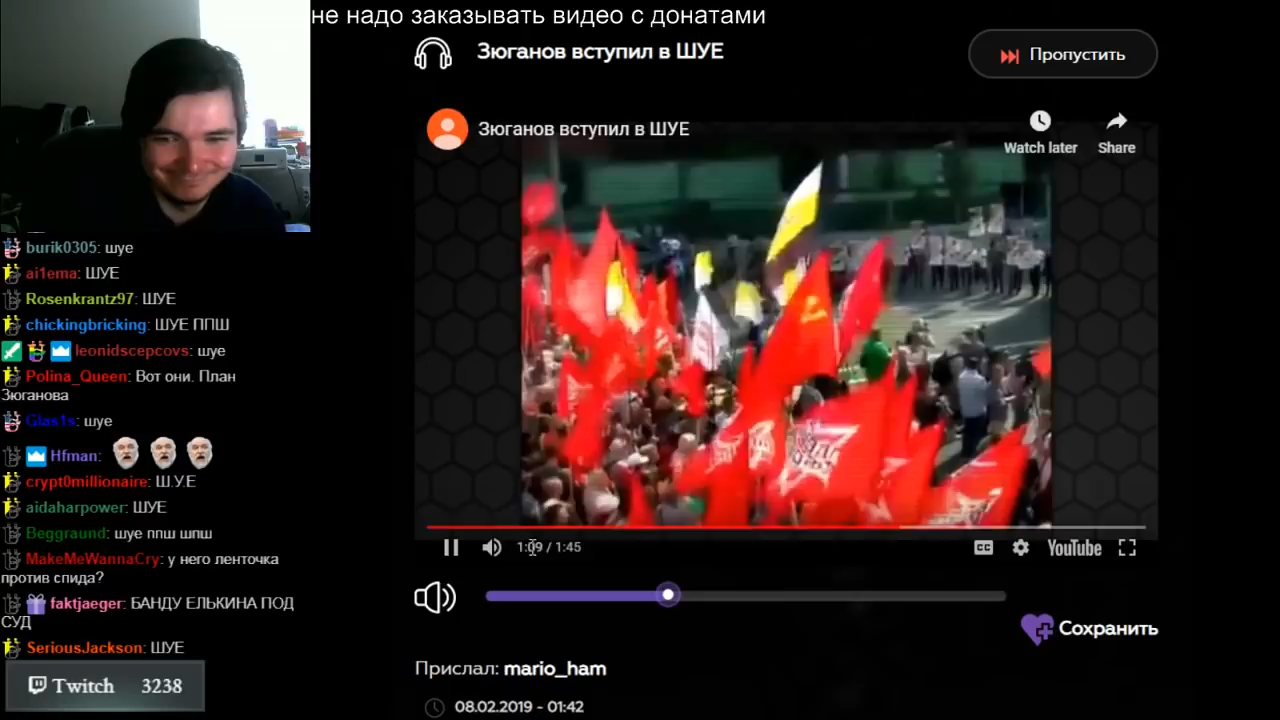 не надо заказывать видео с донатами
Зюганов вступил в ШУЕ
Пропустить
Зюганов вступил в ШУЕ
Watch later
Share
burik0305: шуе
ai1ema: ШУЕ
Rosenkrantz97: ШУЕ
chickingbricking: ШУЕ ППШ
leonidscepcovs: шуе
Polina_Queen: Вот они. План
Зюганова
Glas1s: шуе
Hfman:
crypt0millionaire: Ш.У.Е
aidaharpower: ШУЕ
Beggraund: шуе ппш шпш
MakeMeWannaCry: у него ленточка
против спида?
faktjaeger: БАНДУ ЕЛЬКИНА ПОД
СУД
SeriousJackson: ШУЕ
Twitch 3238
1:09 / 1:45
CC
YouTube
Сохранить
Прислал: mario_ham
08.02.2019 - 01:42